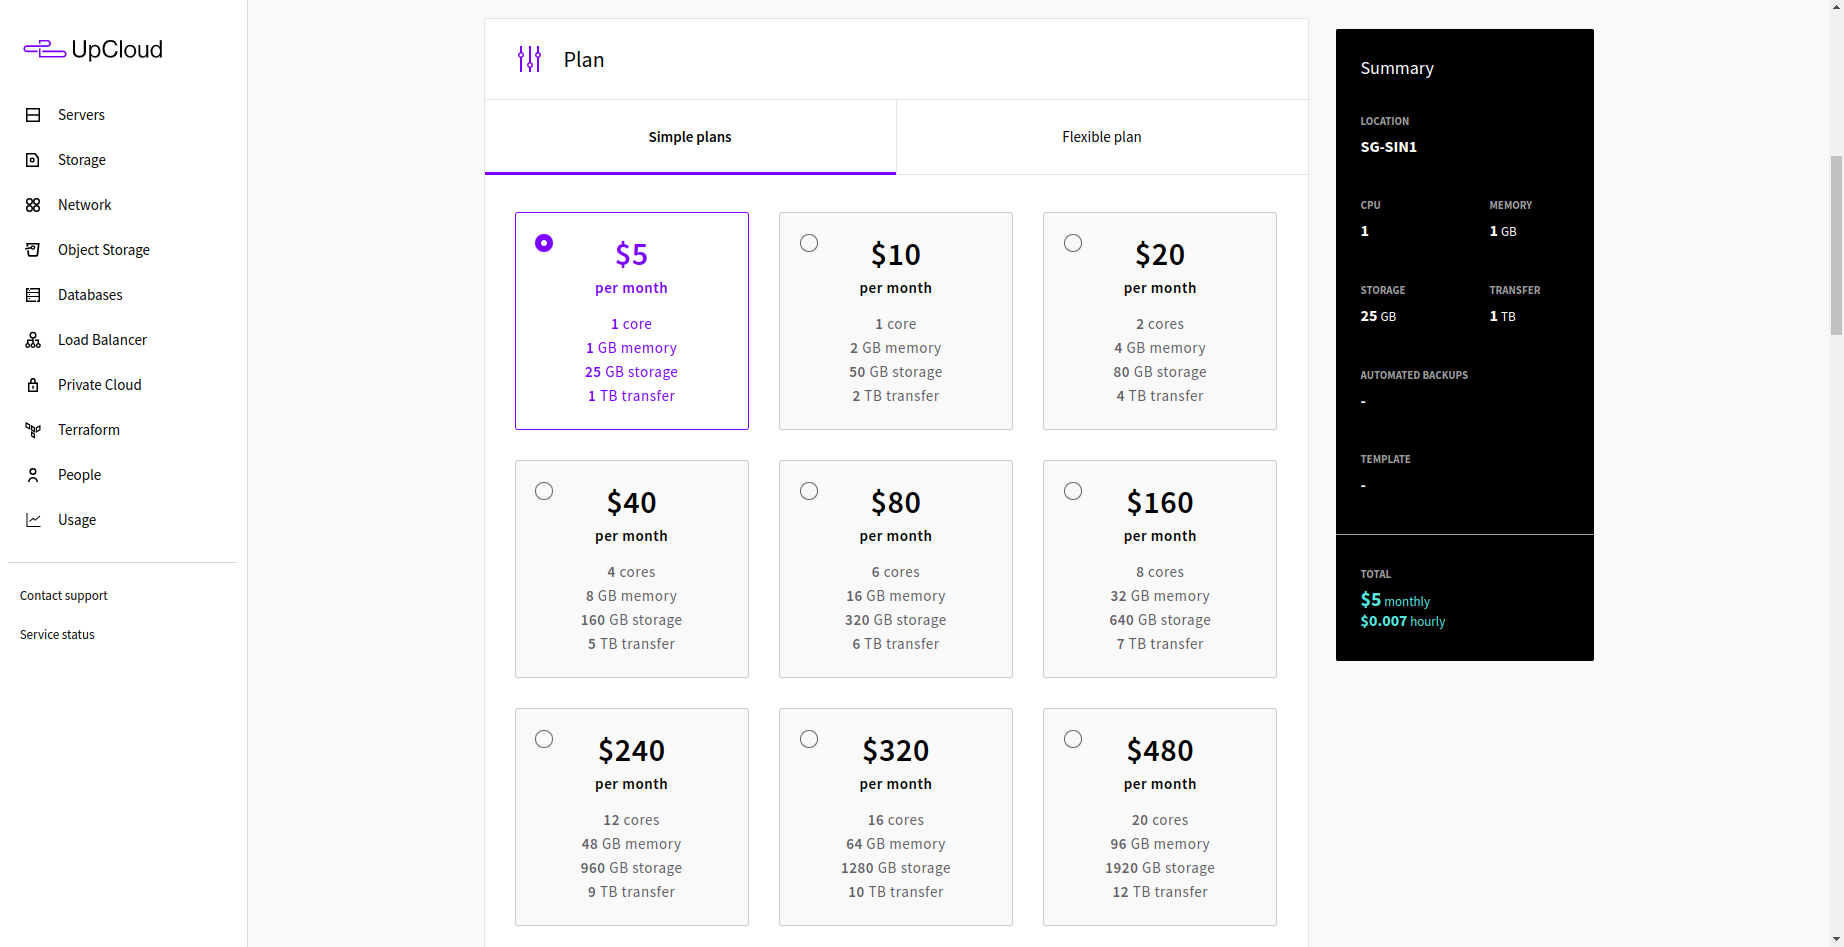 UpCloud
Servers
Storage
Network
Object Storage
Databases
Load Balancer
Private Cloud
Terraform
People
Usage
Contact support
Service status
Plan
Simple plans
Flexible plan
$5
per month
1 core
1 GB memory
25 GB storage
1 TB transfer
$10
per month
1 core
2 GB memory
50 GB storage
2 TB transfer
$20
per month
2 cores
4 GB memory
80 GB storage
4 TB transfer
$40
per month
4 cores
8 GB memory
160 GB storage
5 TB transfer
$80
per month
6 cores
16 GB memory
320 GB storage
6 TB transfer
$160
per month
8 cores
32 GB memory
640 GB storage
7 TB transfer
$240
per month
12 cores
48 GB memory
960 GB storage
9 TB transfer
$320
per month
16 cores
64 GB memory
1280 GB storage
10 TB transfer
$480
per month
20 cores
96 GB memory
1920 GB storage
12 TB transfer
Summary
LOCATION
SG-SIN1
CPU
1
MEMORY
1 GB
STORAGE
25 GB
TRANSFER
1 TB
AUTOMATED BACKUPS
-
TEMPLATE
-
TOTAL
$5 monthly
$0.007 hourly